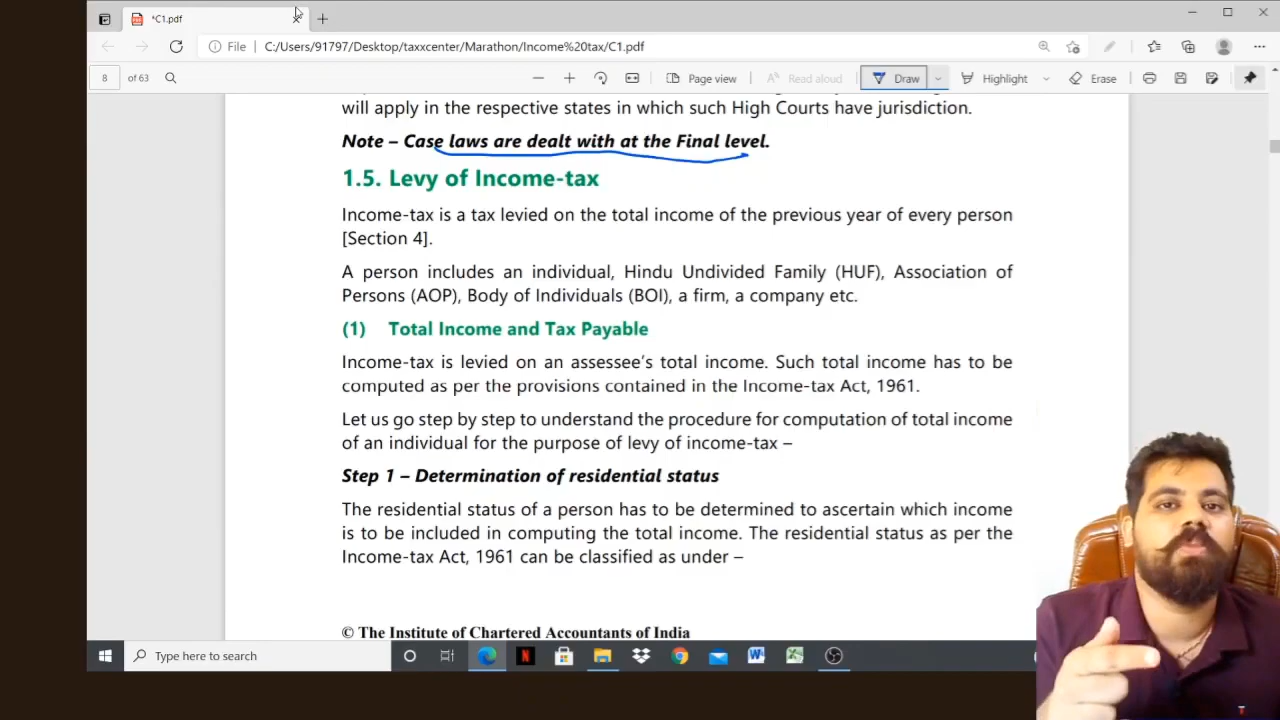 *C1.pdf
File
C:/Users/91797/Desktop/taxxcenter/Marathon/Income%20tax/C1.pdf
8 of 63
Page view
Read aloud
Draw
Highlight
Erase
will apply in the respective states in which such High Courts have jurisdiction.
Note – Case laws are dealt with at the Final level.
1.5. Levy of Income-tax
Income-tax is a tax levied on the total income of the previous year of every person
[Section 4].
A person includes an individual, Hindu Undivided Family (HUF), Association of
Persons (AOP), Body of Individuals (BOI), a firm, a company etc.
(1) Total Income and Tax Payable
Income-tax is levied on an assessee's total income. Such total income has to be
computed as per the provisions contained in the Income-tax Act, 1961.
Let us go step by step to understand the procedure for computation of total income
of an individual for the purpose of levy of income-tax –
Step 1 – Determination of residential status
The residential status of a person has to be determined to ascertain which income
is to be included in computing the total income. The residential status as per the
Income-tax Act, 1961 can be classified as under –
© The Institute of Chartered Accountants of India
Type here to search